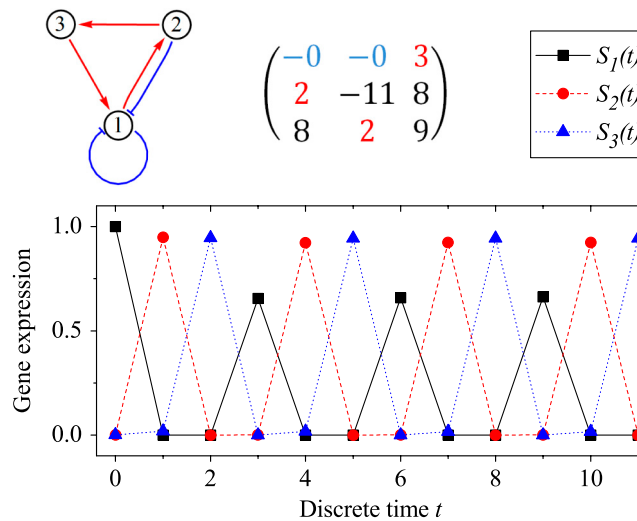 3 2
1
-0 -0 3
2 -11 8
8 2 9
S1(t)
S2(t)
S3(t)
1.0
0.5
0.0
Gene expression
0 2 4 6 8 10
Discrete time t